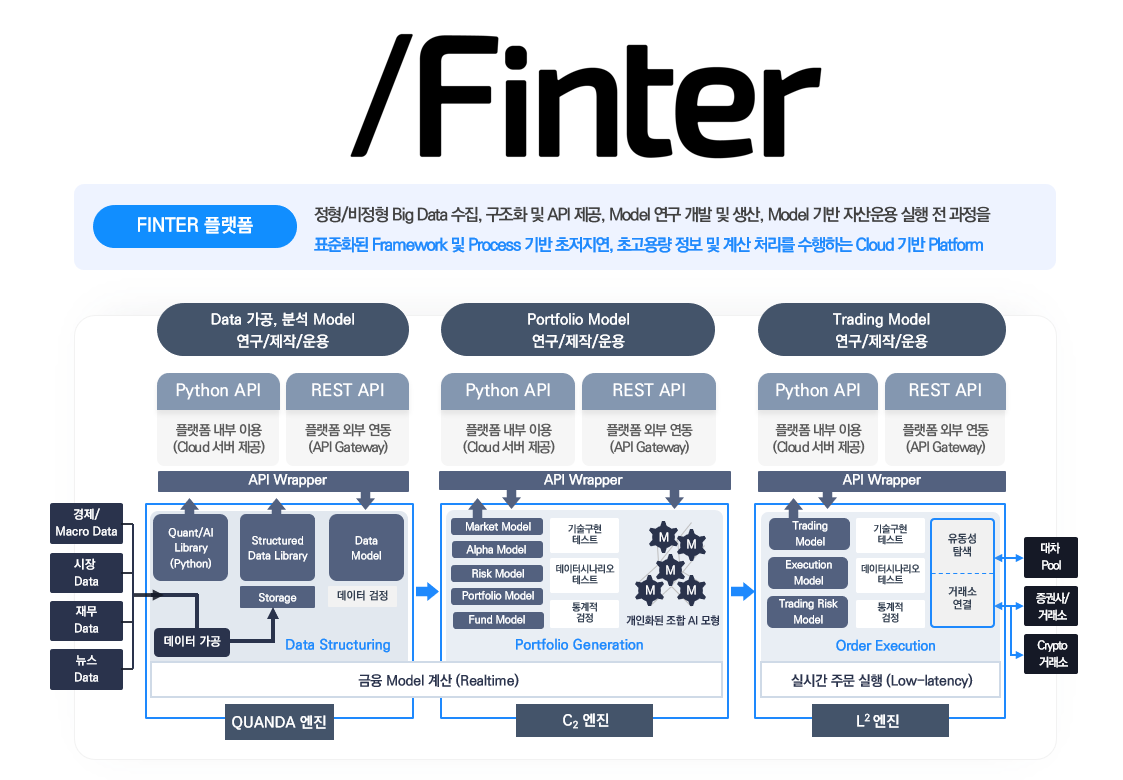 /Finter
FINTER 플랫폼
정형/비정형 Big Data 수집, 구조화 및 API 제공, Model 연구 개발 및 생산, Model 기반 자산운용 실행 전 과정을
표준화된 Framework 및 Process 기반 초저지연, 초고용량 정보 및 계산 처리를 수행하는 Cloud 기반 Platform
Data 가공, 분석 Model
연구/제작/운용
Portfolio Model
연구/제작/운용
Trading Model
연구/제작/운용
Python API
플랫폼 내부 이용
(Cloud 서버 제공)
REST API
플랫폼 외부 연동
(API Gateway)
Python API
플랫폼 내부 이용
(Cloud 서버 제공)
REST API
플랫폼 외부 연동
(API Gateway)
Python API
플랫폼 내부 이용
(Cloud 서버 제공)
REST API
플랫폼 외부 연동
(API Gateway)
API Wrapper
API Wrapper
API Wrapper
경제/
Macro Data
시장
Data
재무
Data
뉴스
Data
Quant/AI
Library
(Python)
Structured
Data Library
Data
Model
Storage
데이터 검정
데이터 가공
Data Structuring
Market Model
Alpha Model
Risk Model
Portfolio Model
Fund Model
기술구현
테스트
데이터시나리오
테스트
통계적
검정
M
M
M
M
M
개인화된 조합 AI 모형
Portfolio Generation
Trading
Model
Execution
Model
Trading Risk
Model
기술구현
테스트
데이터시나리오
테스트
통계적
검정
유동성
탐색
거래소
연결
Order Execution
대차
Pool
증권사/
거래소
Crypto
거래소
금융 Model 계산 (Realtime)
실시간 주문 실행 (Low-latency)
QUANDA 엔진
C₂ 엔진
L² 엔진